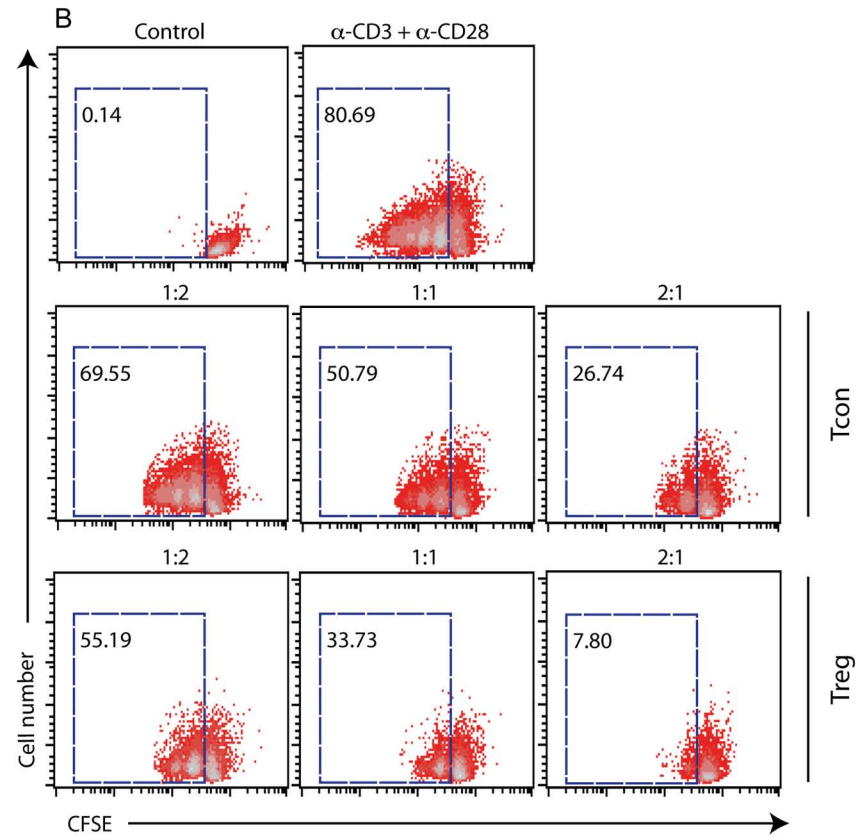 B
Control
α-CD3 + α-CD28
0.14
80.69
1:2
1:1
2:1
69.55
50.79
26.74
Tcon
1:2
1:1
2:1
55.19
33.73
7.80
Treg
Cell number
CFSE